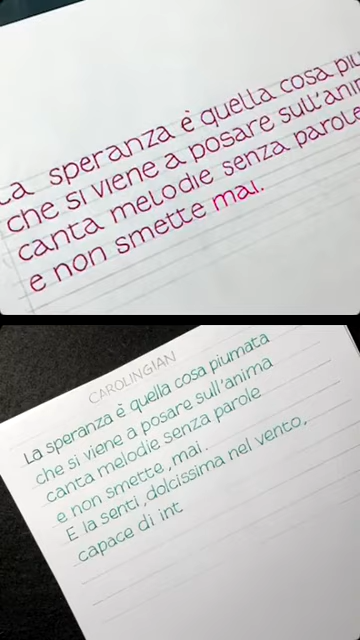 La speranza è quella cosa
che si viene a posare sull'
canta melodie senza parole
e non smette mai.
CAROLINGIAN
La speranza è quella cosa piumata
che si viene a posare sull'anima
canta melodie senza parole
e non smette, mai.
E la senti, dolcissima nel vento,
capace di int